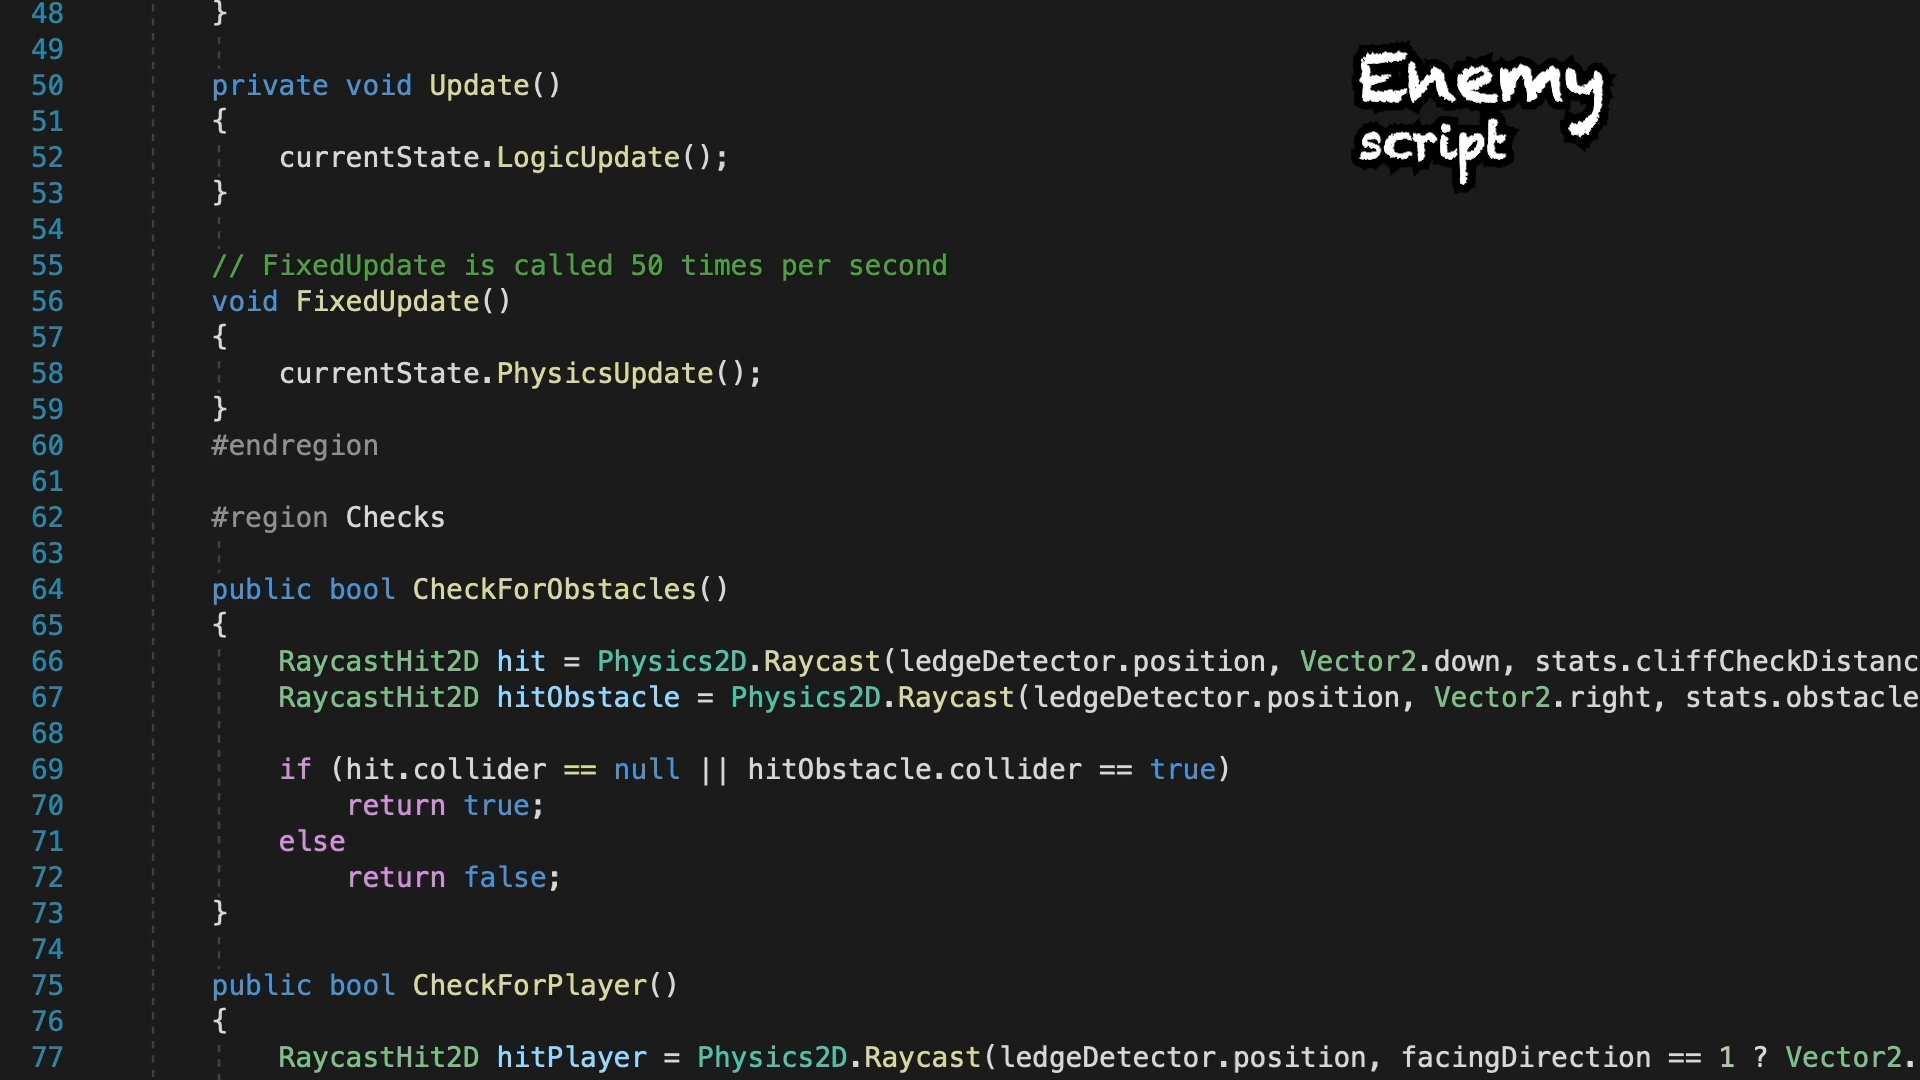 48 }
49
50 private void Update()
51 {
52 currentState.LogicUpdate();
53 }
54
55 // FixedUpdate is called 50 times per second
56 void FixedUpdate()
57 {
58 currentState.PhysicsUpdate();
59 }
60 #endregion
61
62 #region Checks
63
64 public bool CheckForObstacles()
65 {
66 RaycastHit2D hit = Physics2D.Raycast(ledgeDetector.position, Vector2.down, stats.cliffCheckDistanc
67 RaycastHit2D hitObstacle = Physics2D.Raycast(ledgeDetector.position, Vector2.right, stats.obstacle
68
69 if (hit.collider == null || hitObstacle.collider == true)
70 return true;
71 else
72 return false;
73 }
74
75 public bool CheckForPlayer()
76 {
77 RaycastHit2D hitPlayer = Physics2D.Raycast(ledgeDetector.position, facingDirection == 1 ? Vector2.
Enemy
script